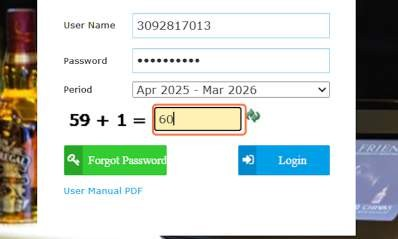 User Name 3092817013
Password ••••••••••
Period Apr 2025 - Mar 2026
59 + 1 = 60
Forgot Password Login
User Manual PDF